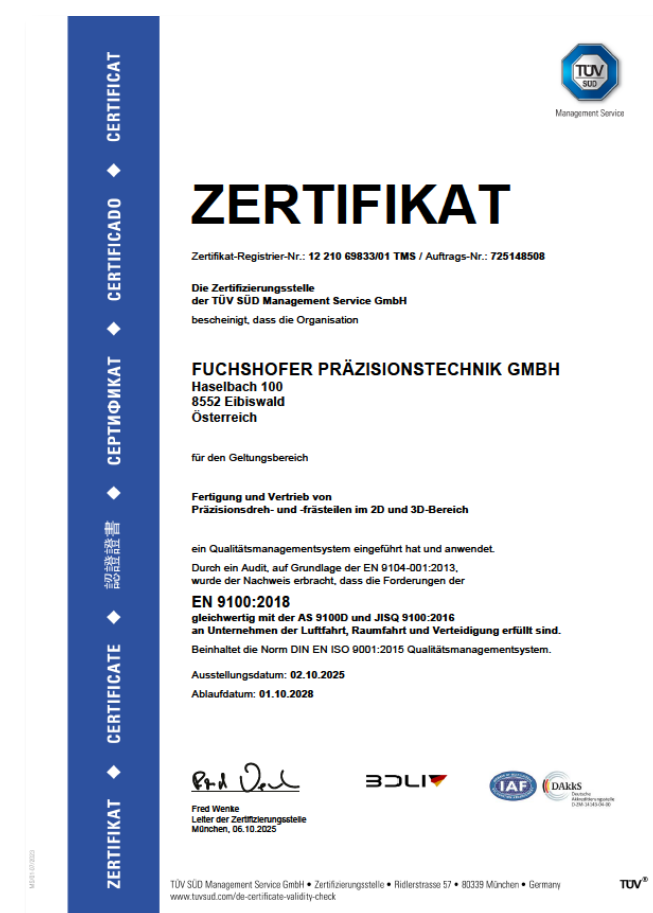 TÜV
SÜD
Management Service
ZERTIFIKAT ◆ CERTIFICATE ◆ 認證證書 ◆ СЕРТИФИКАТ ◆ CERTIFICADO ◆ CERTIFICAT
ZERTIFIKAT
Zertifikat-Registrier-Nr.: 12 210 69833/01 TMS / Auftrags-Nr.: 725148508
Die Zertifizierungsstelle
der TÜV SÜD Management Service GmbH
bescheinigt, dass die Organisation
FUCHSHOFER PRÄZISIONSTECHNIK GMBH
Haselbach 100
8552 Eibiswald
Österreich
für den Geltungsbereich
Fertigung und Vertrieb von
Präzisionsdreh- und -frästeilen im 2D und 3D-Bereich
ein Qualitätsmanagementsystem eingeführt hat und anwendet.
Durch ein Audit, auf Grundlage der EN 9104-001:2013,
wurde der Nachweis erbracht, dass die Forderungen der
EN 9100:2018
gleichwertig mit der AS 9100D und JISQ 9100:2016
an Unternehmen der Luftfahrt, Raumfahrt und Verteidigung erfüllt sind.
Beinhaltet die Norm DIN EN ISO 9001:2015 Qualitätsmanagementsystem.
Ausstellungsdatum: 02.10.2025
Ablaufdatum: 01.10.2028
BDLI
IAF
DAkkS
Deutsche
Akkreditierungsstelle
Fred Wenke
Leiter der Zertifizierungsstelle
München, 06.10.2025
TÜV SÜD Management Service GmbH • Zertifizierungsstelle • Ridlerstrasse 57 • 80339 München • Germany
www.tuvsud.com/de-certificate-validity-check
TÜV®